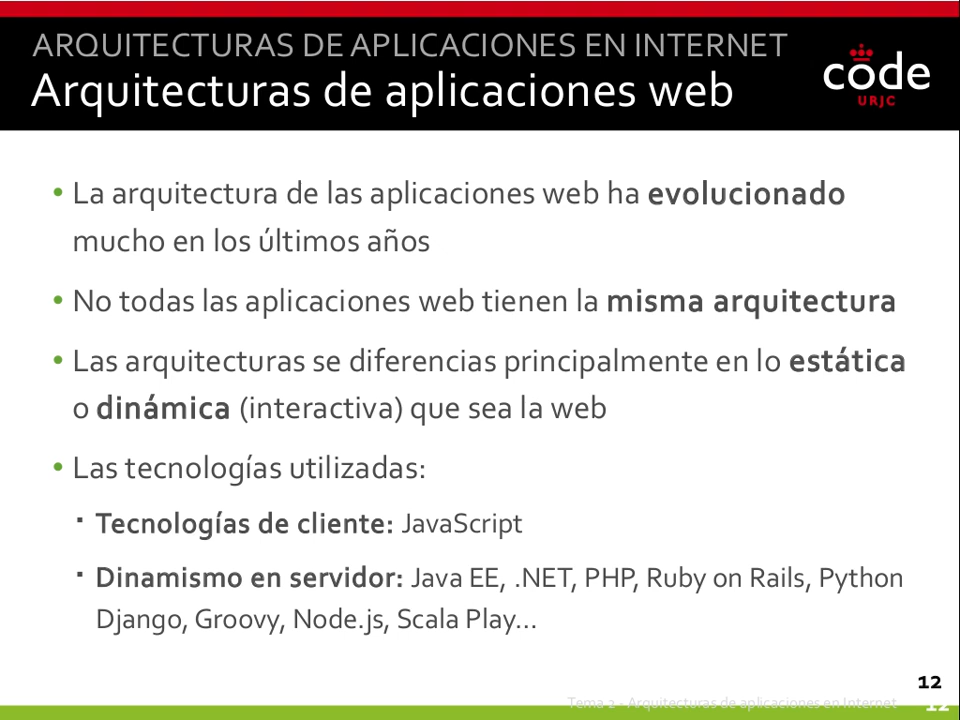 ARQUITECTURAS DE APLICACIONES EN INTERNET
Arquitecturas de aplicaciones web
code
URJC
• La arquitectura de las aplicaciones web ha evolucionado
mucho en los últimos años
• No todas las aplicaciones web tienen la misma arquitectura
• Las arquitecturas se diferencias principalmente en lo estática
o dinámica (interactiva) que sea la web
• Las tecnologías utilizadas:
▪ Tecnologías de cliente: JavaScript
▪ Dinamismo en servidor: Java EE, .NET, PHP, Ruby on Rails, Python
Django, Groovy, Node.js, Scala Play...
12
Tema 2 - Arquitecturas de aplicaciones en Internet
12